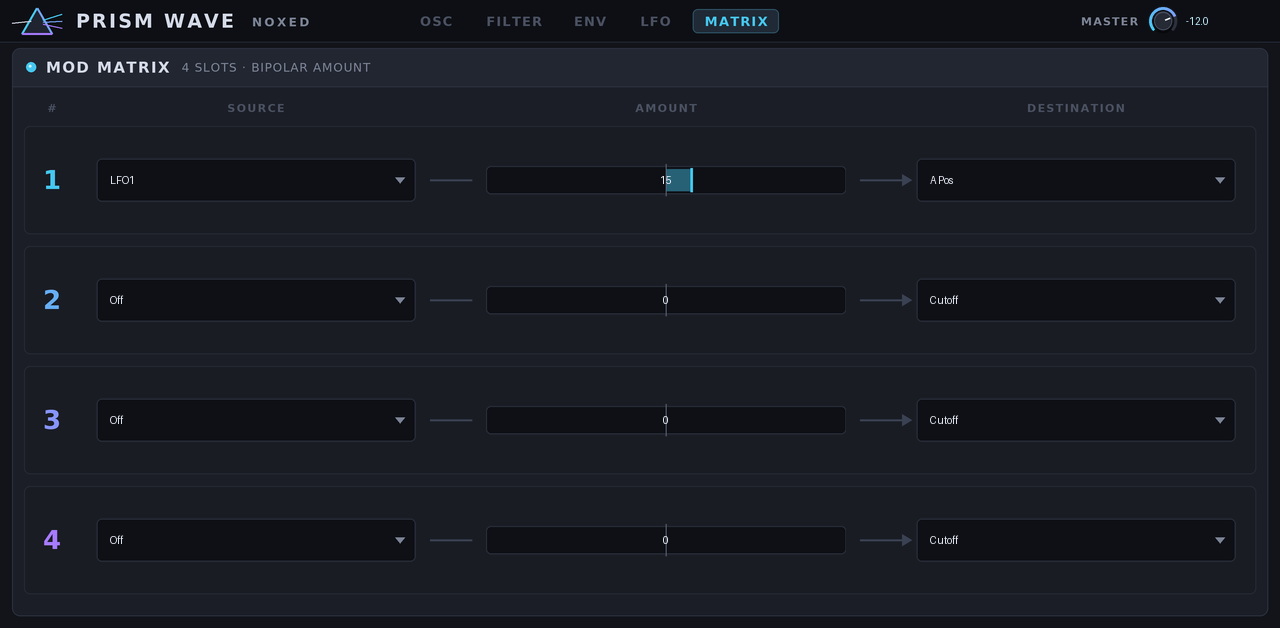 PRISM WAVE NOXED OSC FILTER ENV LFO MATRIX MASTER -12.0
MOD MATRIX 4 SLOTS · BIPOLAR AMOUNT
# SOURCE AMOUNT DESTINATION
1 LFO1 15 A Pos
2 Off 0 Cutoff
3 Off 0 Cutoff
4 Off 0 Cutoff